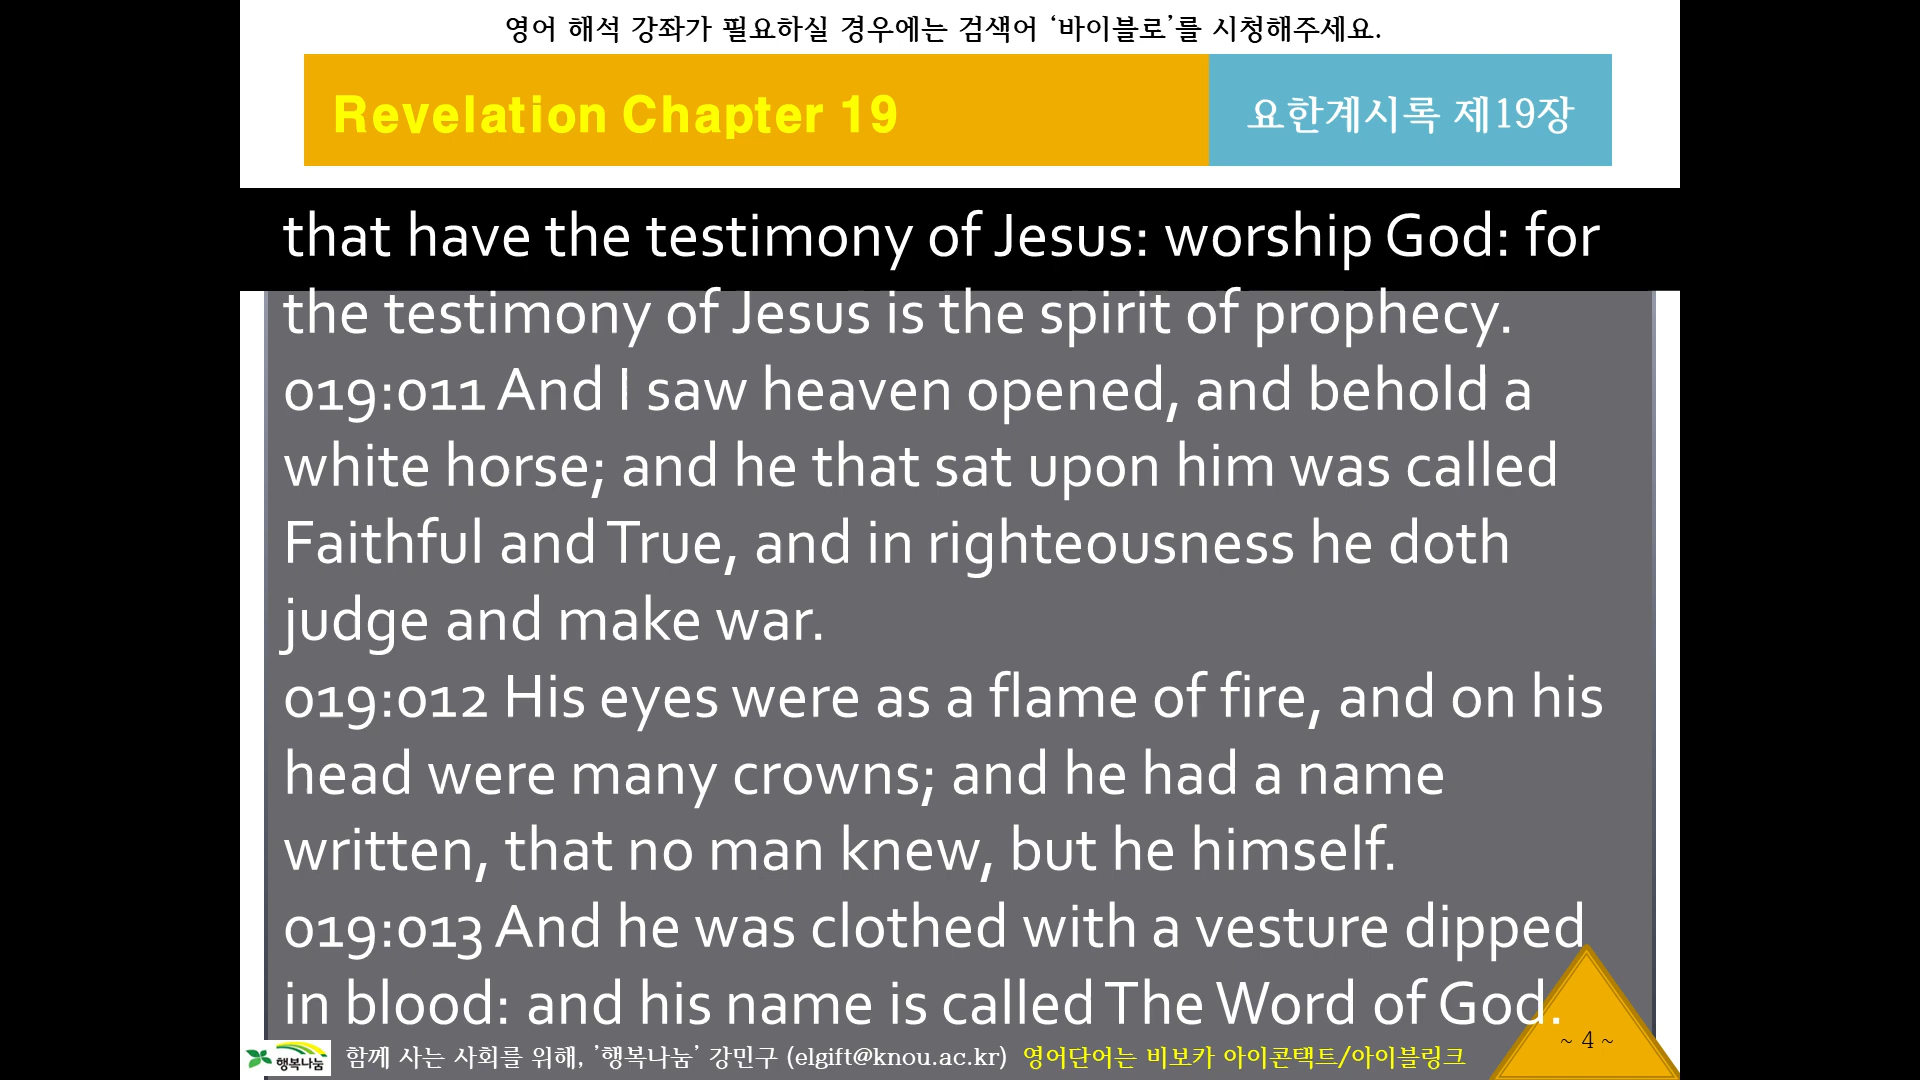 영어 해석 강좌가 필요하실 경우에는 검색어 ‘바이블로’를 시청해주세요.
Revelation Chapter 19
요한계시록 제19장
that have the testimony of Jesus: worship God: for
the testimony of Jesus is the spirit of prophecy.
019:011 And I saw heaven opened, and behold a
white horse; and he that sat upon him was called
Faithful and True, and in righteousness he doth
judge and make war.
019:012 His eyes were as a flame of fire, and on his
head were many crowns; and he had a name
written, that no man knew, but he himself.
019:013 And he was clothed with a vesture dipped
in blood: and his name is called The Word of God.
~ 4 ~
행복나눔
함께 사는 사회를 위해, ’행복나눔’ 강민구 (elgift@knou.ac.kr) 영어단어는 비보카 아이콘택트/아이블링크